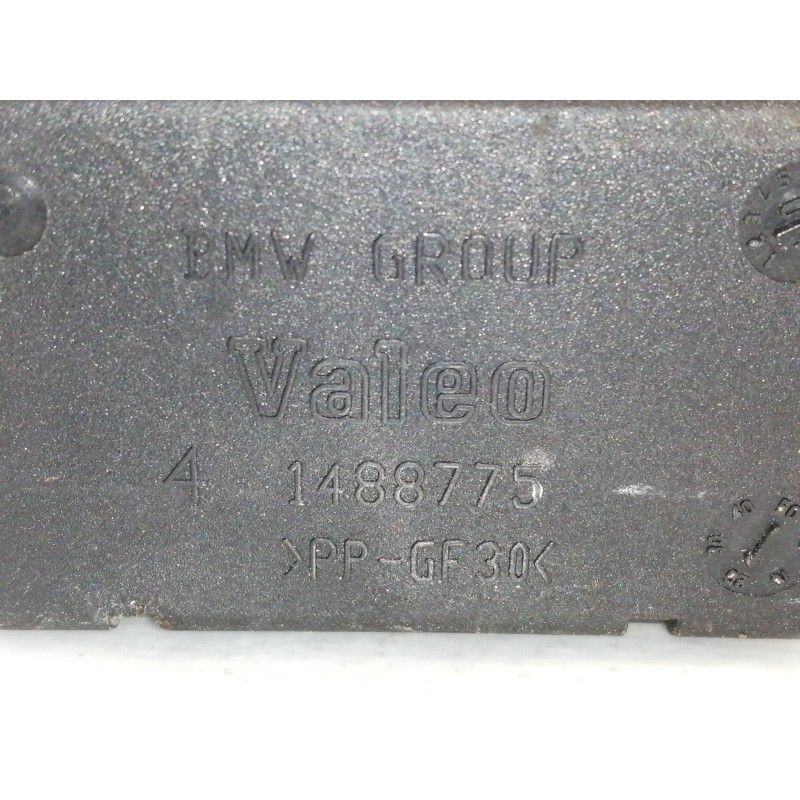 BMW GROUP
Valeo
4 1488775
>PP-GF30<